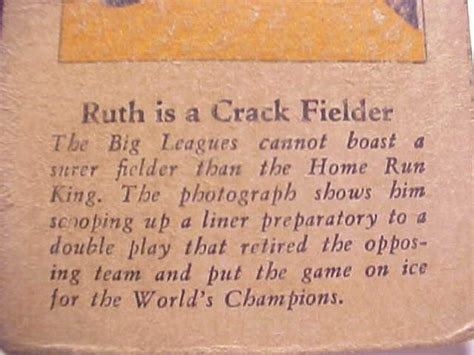 Ruth is a Crack Fielder
The Big Leagues cannot boast a
surer fielder than the Home Run
King. The photograph shows him
scooping up a liner preparatory to a
double play that retired the oppos-
ing team and put the game on ice
for the World's Champions.